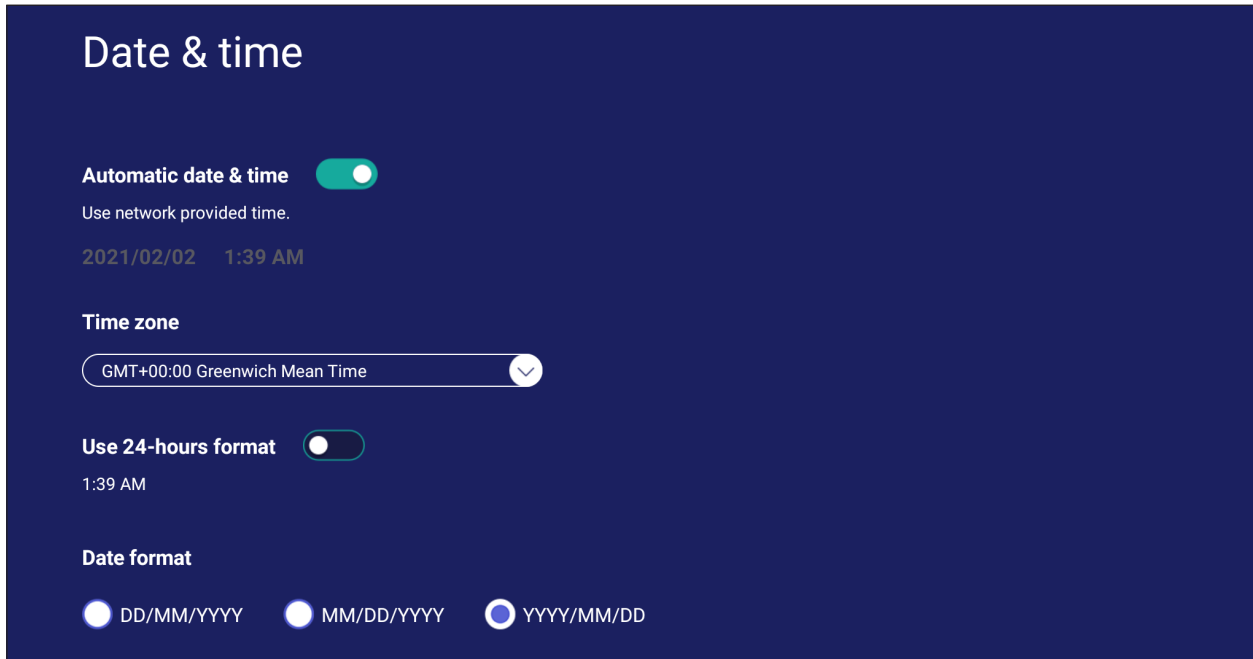 Date & time
Automatic date & time
Use network provided time.
2021/02/02 1:39 AM
Time zone
GMT+00:00 Greenwich Mean Time
Use 24-hours format
1:39 AM
Date format
DD/MM/YYYY MM/DD/YYYY YYYY/MM/DD